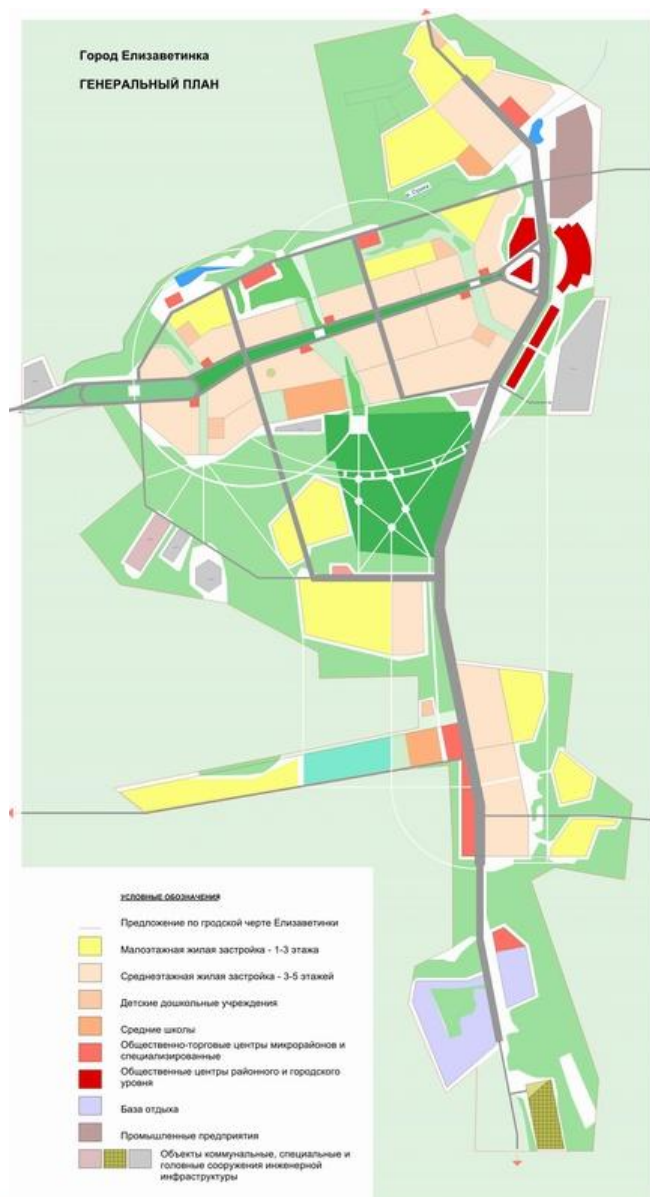 Город Елизаветинка
ГЕНЕРАЛЬНЫЙ ПЛАН
УСЛОВНЫЕ ОБОЗНАЧЕНИЯ
Предложение по гродской черте Елизаветинки
Малоэтажная жилая застройка - 1-3 этажа
Среднеэтажная жилая застройка - 3-5 этажей
Детские дошкольные учреждения
Средние школы
Общественно-торговые центры микрорайонов и
специализированные
Общественные центры районного и городского
уровня
База отдыха
Промышленные предприятия
Объекты коммунальные, специальные и
головные сооружения инженерной
инфраструктуры